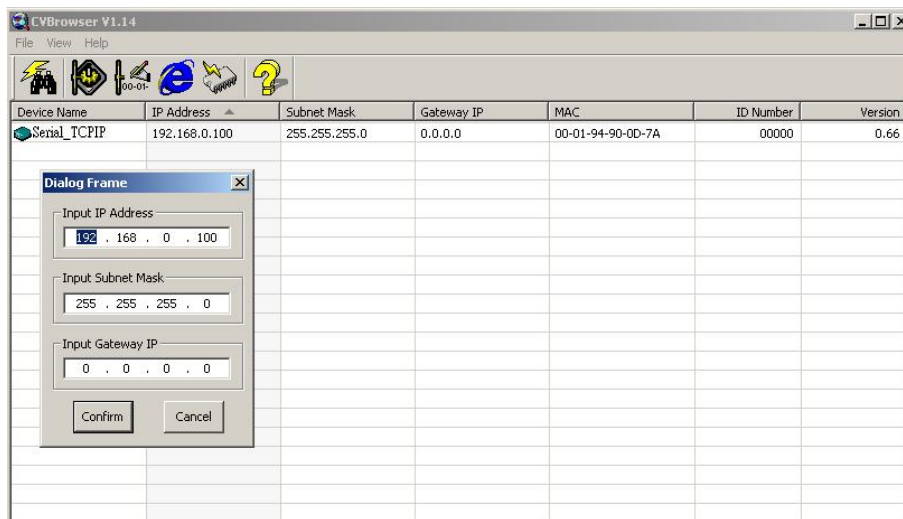 CVBrowser V1.14
File View Help
00-01-
Device Name IP Address Subnet Mask Gateway IP MAC ID Number Version
Serial_TCPIP 192.168.0.100 255.255.255.0 0.0.0.0 00-01-94-90-0D-7A 00000 0.66
Dialog Frame
Input IP Address
192 . 168 . 0 . 100
Input Subnet Mask
255 . 255 . 255 . 0
Input Gateway IP
0 . 0 . 0 . 0
Confirm Cancel